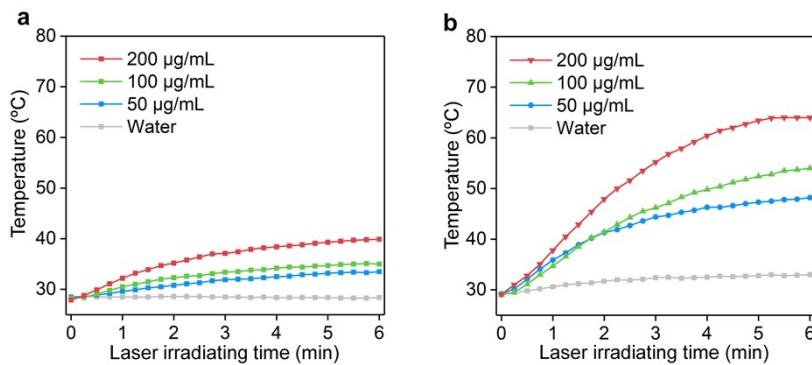 a
80
70
60
50
40
30
Temperature (ºC)
200 µg/mL
100 µg/mL
50 µg/mL
Water
0 1 2 3 4 5 6
Laser irradiating time (min)
b
80
70
60
50
40
30
Temperature (ºC)
200 µg/mL
100 µg/mL
50 µg/mL
Water
0 1 2 3 4 5 6
Laser irradiating time (min)